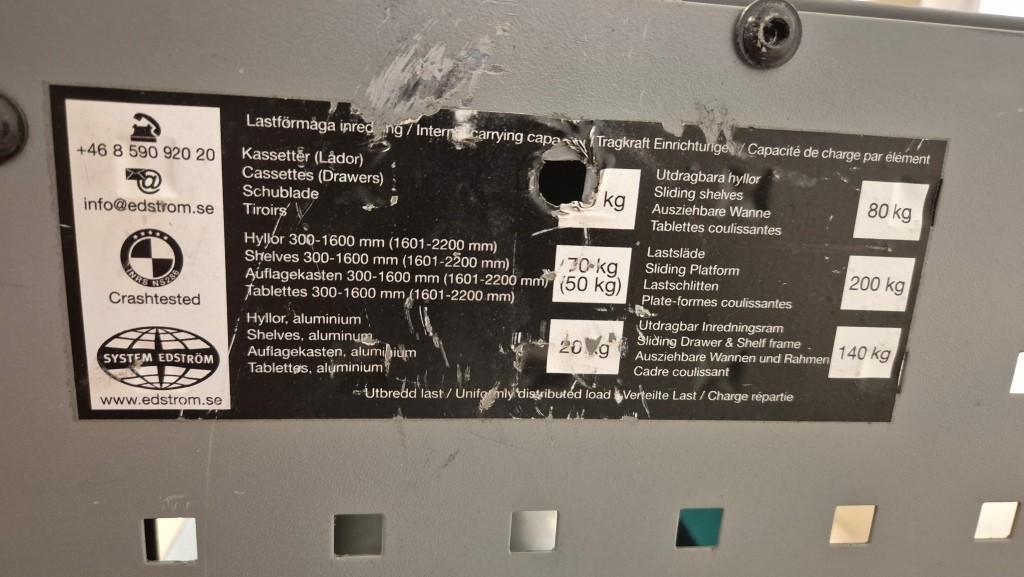 +46 8 590 920 20
info@edstrom.se
INRS NS286
Crashtested
SYSTEM EDSTRÖM
www.edstrom.se
Lastförmåga / carrying / Tragkraft / Capacité de charge par élément
Kassetter (Lådor)
Cassettes (Drawers)
Schublade
Tiroirs
kg
Hyllor 300-1600 mm (1601-2200 mm)
Shelves 300-1600 mm (1601-2200 mm)
Auflagekasten 300-1600 mm (1601-2200 mm)
Tablettes 300-1600 mm (1601-2200 mm)
70 kg
(50 kg)
Hyllor, aluminium
Shelves, aluminum
Auflagekasten, aluminium
Tablettes, aluminium
20 kg
Utdragbara hyllor
Sliding shelves
Ausziehbare Wanne
Tablettes coulissantes
80 kg
Lastsläde
Sliding Platform
Lastschlitten
Plate-formes coulissantes
200 kg
Utdragbar Inredningsram
Sliding Drawer & Shelf frame
Ausziehbare Wannen und Rahmen
Cadre coulissant
140 kg
Utbredd last / Uniformly distributed load / Verteilte Last / Charge répartie